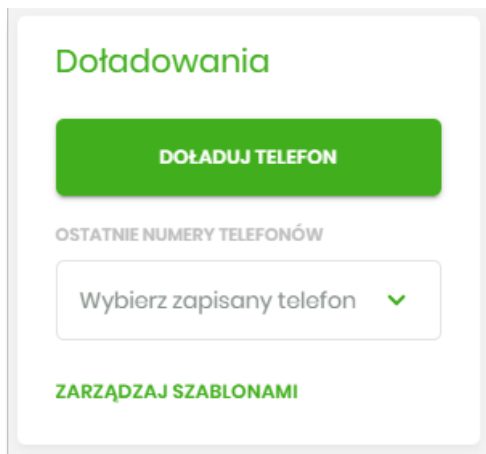 Doładowania
DOŁADUJ TELEFON
OSTATNIE NUMERY TELEFONÓW
Wybierz zapisany telefon
ZARZĄDZAJ SZABLONAMI